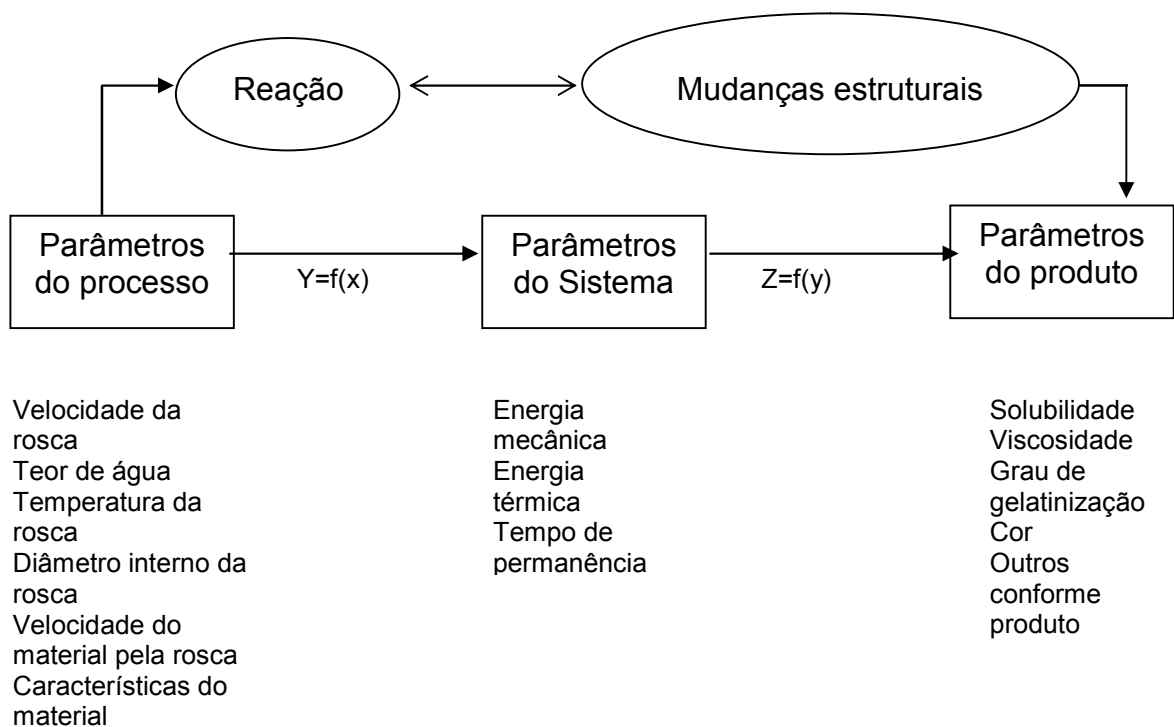 Reação
Mudanças estruturais
Parâmetros
do processo
Y=f(x)
Parâmetros
do Sistema
Z=f(y)
Parâmetros
do produto
Velocidade da
rosca
Teor de água
Temperatura da
rosca
Diâmetro interno da
rosca
Velocidade do
material pela rosca
Características do
material
Energia
mecânica
Energia
térmica
Tempo de
permanência
Solubilidade
Viscosidade
Grau de
gelatinização
Cor
Outros
conforme
produto